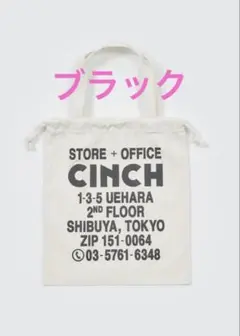 ブラック
STORE + OFFICE
CINCH
1-3-5 UEHARA
2ND FLOOR
SHIBUYA, TOKYO
ZIP 151-0064
✆03-5761-6348